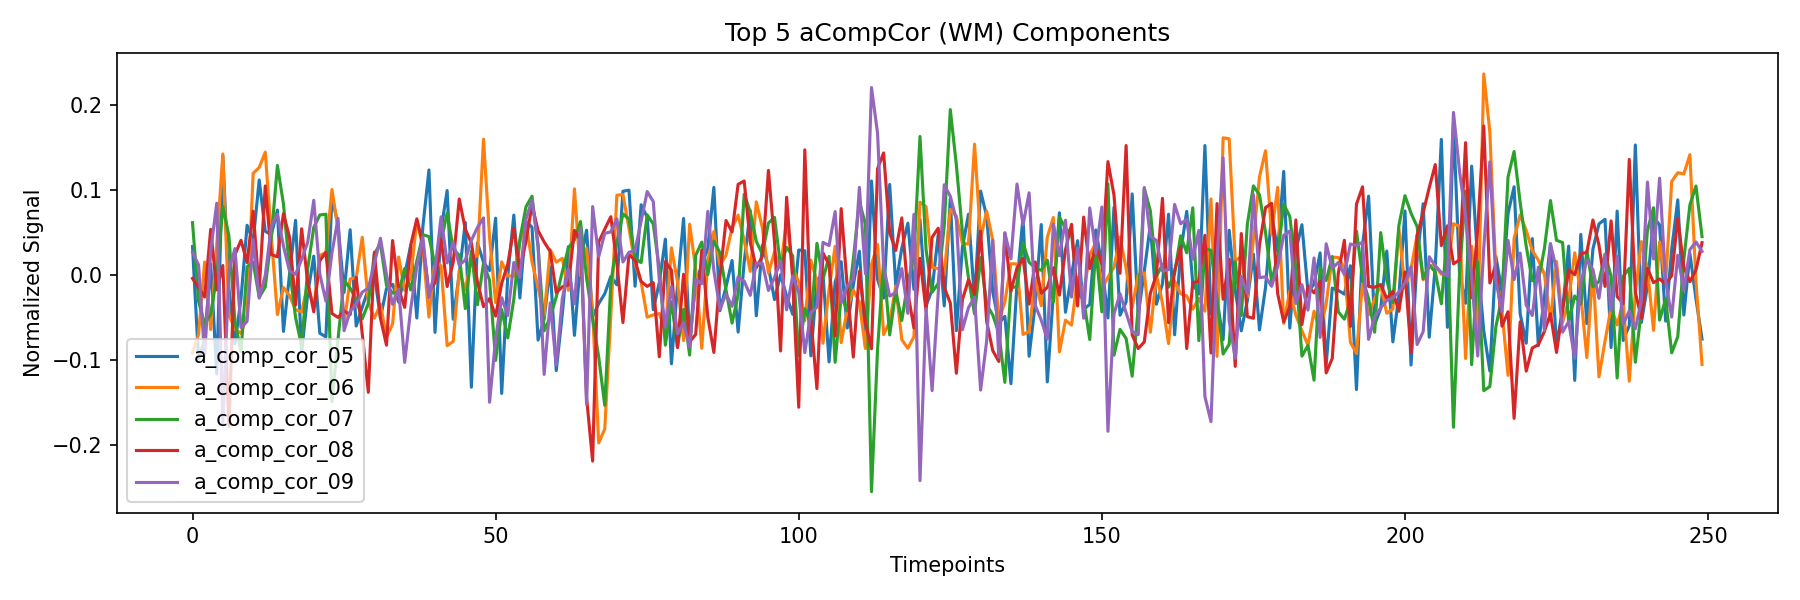 Top 5 aCompCor (WM) Components
Normalized Signal
0.2
0.1
0.0
−0.1
−0.2
a_comp_cor_05
a_comp_cor_06
a_comp_cor_07
a_comp_cor_08
a_comp_cor_09
0 50 100 150 200 250
Timepoints